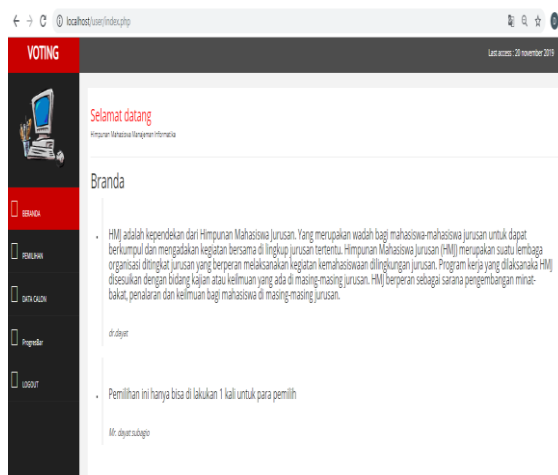 localhost/user/index.php
VOTING
Last access : 20 november 2019
Selamat datang
Himpunan Mahasiswa Manajeman Informatika
Branda
HMJ adalah kependekan dari Himpunan Mahasiswa Jurusan. Yang merupakan wadah bagi mahasiswa-mahasiswa jurusan untuk dapat
berkumpul dan mengadakan kegiatan bersama di lingkup jurusan tertentu. Himpunan Mahasiswa Jurusan (HMJ) merupakan suatu lembaga
organisasi ditingkat jurusan yang berperan melaksanakan kegiatan kemahasiswaan dilingkungan jurusan. Program kerja yang dilaksanaka HMJ
disesuikan dengan bidang kajian atau keilmuan yang ada di masing-masing jurusan. HMJ berperan sebagai sarana pengembangan minat-
bakat, penalaran dan keilmuan bagi mahasiswa di masing-masing jurusan.
dr.dayat
Pemilihan ini hanya bisa di lakukan 1 kali untuk para pemilih
Mr. dayat subagio
BERANDA
PEMILIHAN
DATA CALON
ProgresBar
LOGOUT